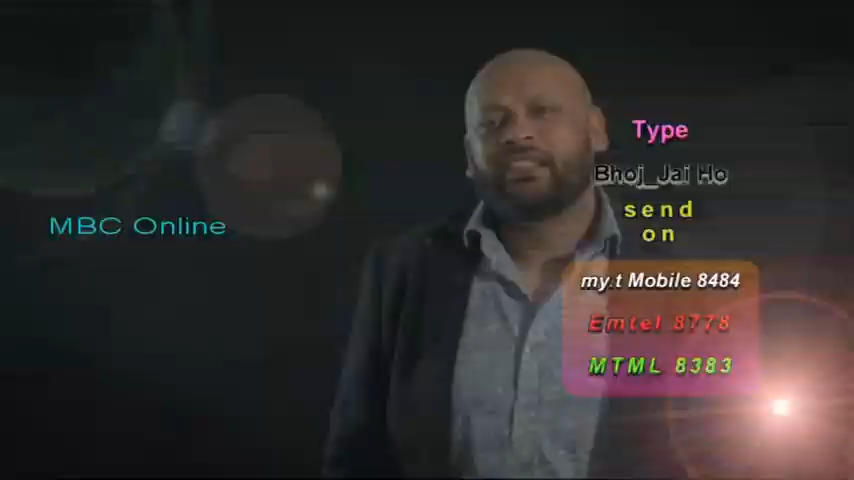 MBC Online
Type
Bhoj_Jai Ho
send
on
my.t Mobile 8484
Emtel 8778
MTML 8383